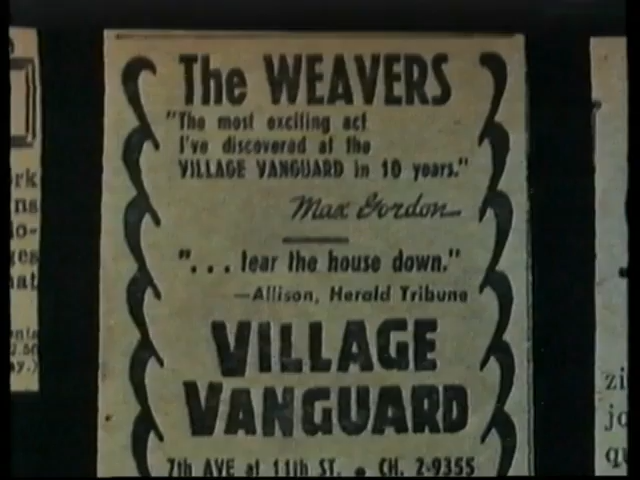 The WEAVERS
"The most exciting act
I've discovered at the
VILLAGE VANGUARD in 10 years."
Max Gordon
". . . tear the house down."
—Allison, Herald Tribune
VILLAGE
VANGUARD
7th AVE at 11th ST. • CH. 2-9355